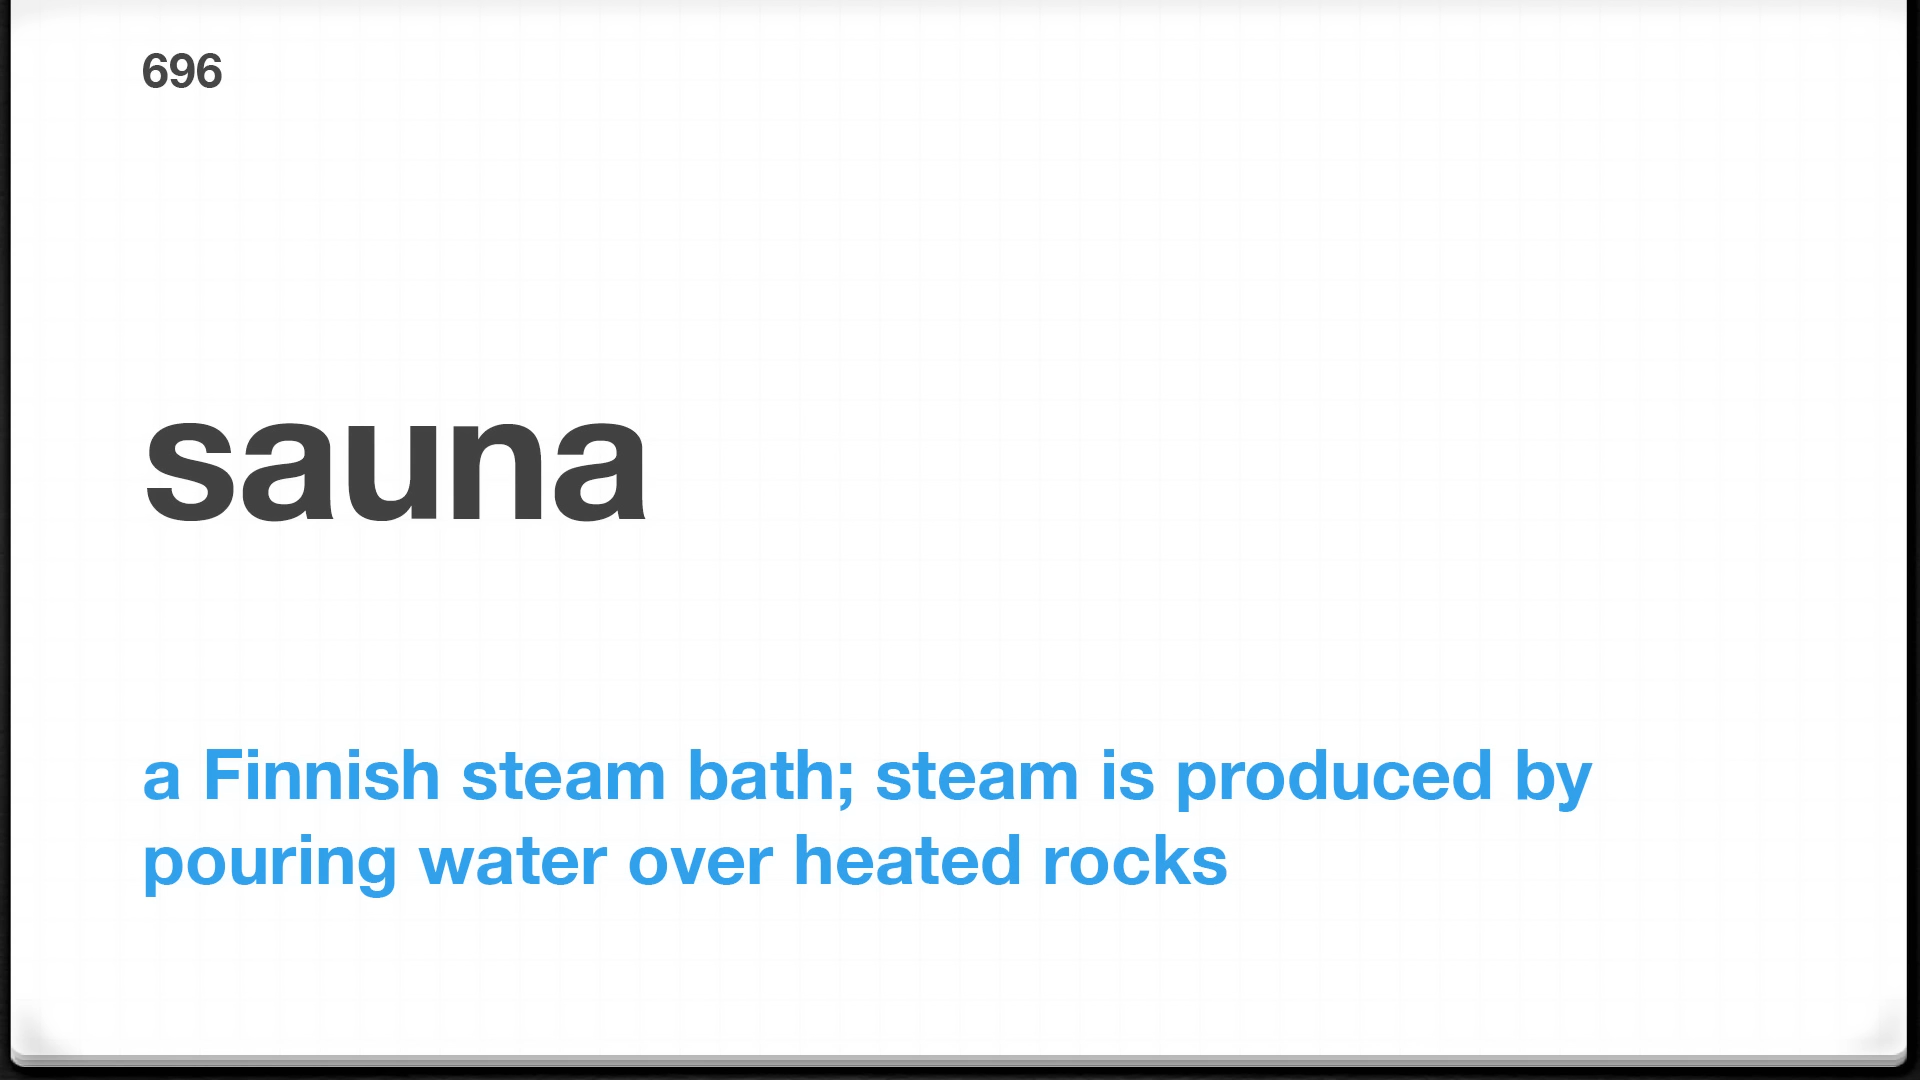 696
sauna
a Finnish steam bath; steam is produced by
pouring water over heated rocks